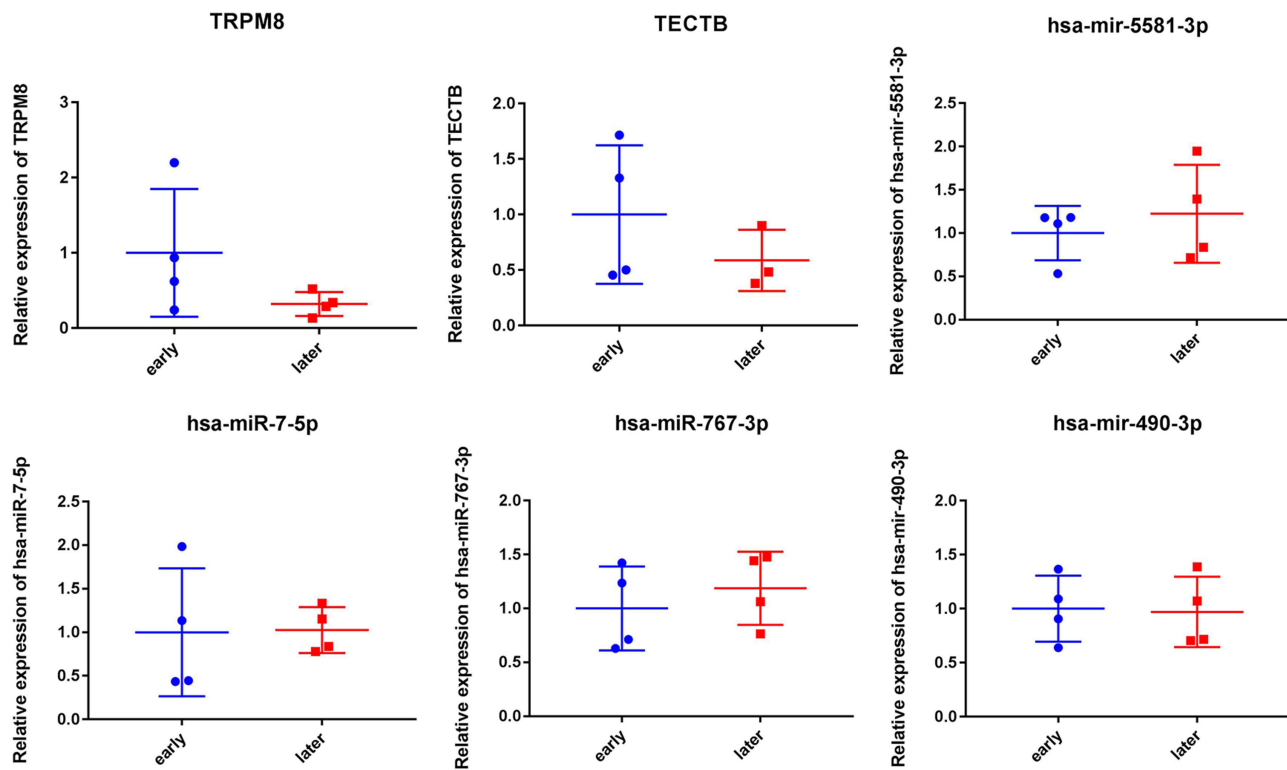 TRPM8
Relative expression of TRPM8
3
2
1
0
early
later
TECTB
Relative expression of TECTB
2.0
1.5
1.0
0.5
0.0
early
later
hsa-mir-5581-3p
Relative expression of hsa-mir-5581-3p
2.5
2.0
1.5
1.0
0.5
0.0
early
later
hsa-miR-7-5p
Relative expression of hsa-miR-7-5p
2.5
2.0
1.5
1.0
0.5
0.0
early
later
hsa-miR-767-3p
Relative expression of hsa-miR-767-3p
2.0
1.5
1.0
0.5
0.0
early
later
hsa-mir-490-3p
Relative expression of hsa-mir-490-3p
2.0
1.5
1.0
0.5
0.0
early
later